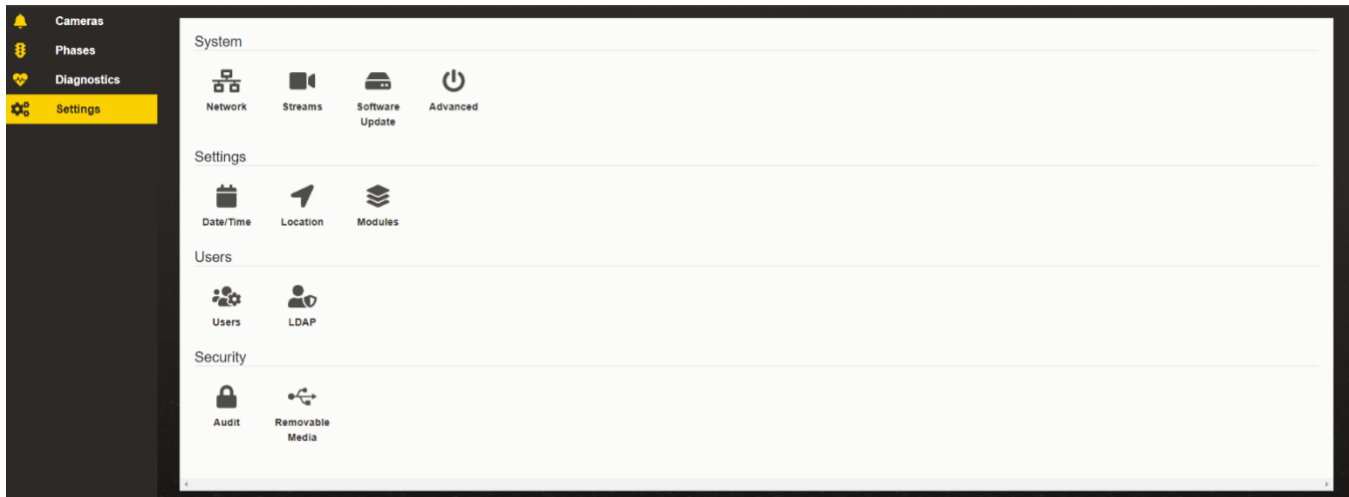 Cameras
Phases
Diagnostics
Settings
System
Network Streams Software Advanced
Update
Settings
Date/Time Location Modules
Users
Users LDAP
Security
Audit Removable
Media